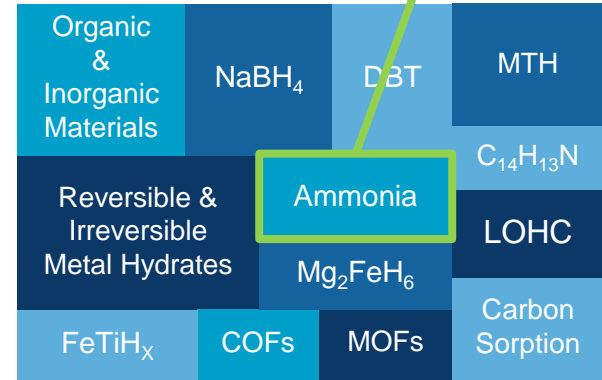 Organic
&
Inorganic
Materials
NaBH₄
DBT
MTH
C₁₄H₁₃N
Reversible &
Irreversible
Metal Hydrates
Ammonia
LOHC
Mg₂FeH₆
Carbon
Sorption
FeTiHₓ
COFs
MOFs